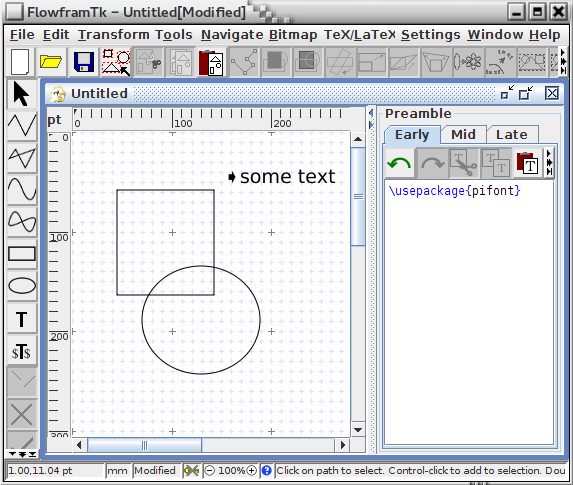 FlowframTk – Untitled[Modified]
File Edit Transform Tools Navigate Bitmap TeX/LaTeX Settings Window Help
Untitled
pt 0 100 200
Preamble
Early Mid Late
0
➧some text
\usepackage{pifont}
100
200
T
$T$
300
1.00,11.04 pt mm Modified 100% Click on path to select. Control-click to add to selection. Dou